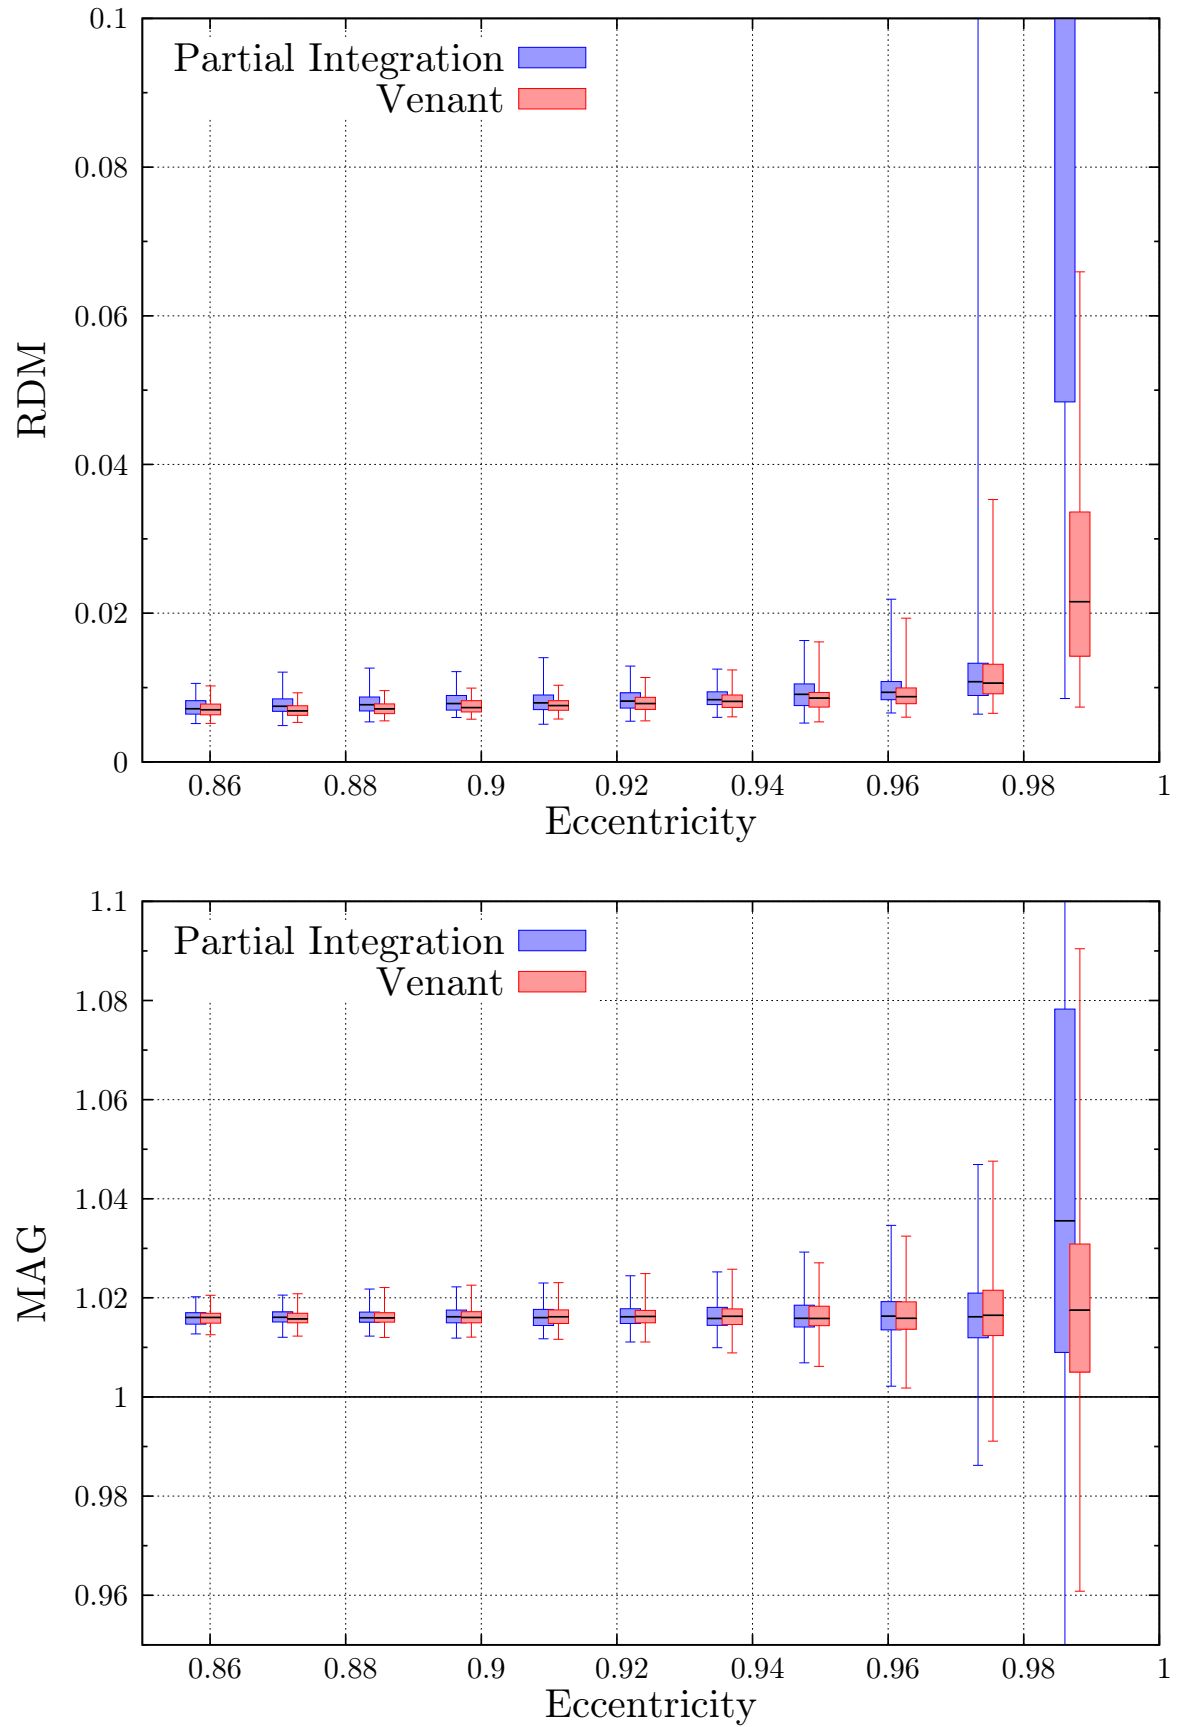 0.1
Partial Integration
Venant
0.08
0.06
RDM
0.04
0.02
0
0.86 0.88 0.9 0.92 0.94 0.96 0.98 1
Eccentricity
1.1
Partial Integration
Venant
1.08
1.06
1.04
MAG
1.02
1
0.98
0.96
0.86 0.88 0.9 0.92 0.94 0.96 0.98 1
Eccentricity